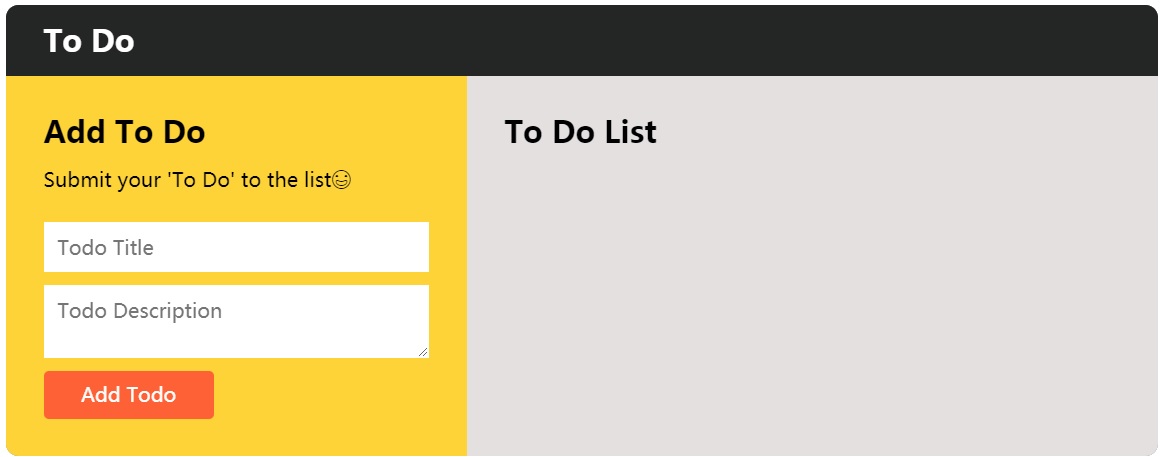 To Do
Add To Do
Submit your 'To Do' to the list😄
Todo Title
Todo Description
Add Todo
To Do List